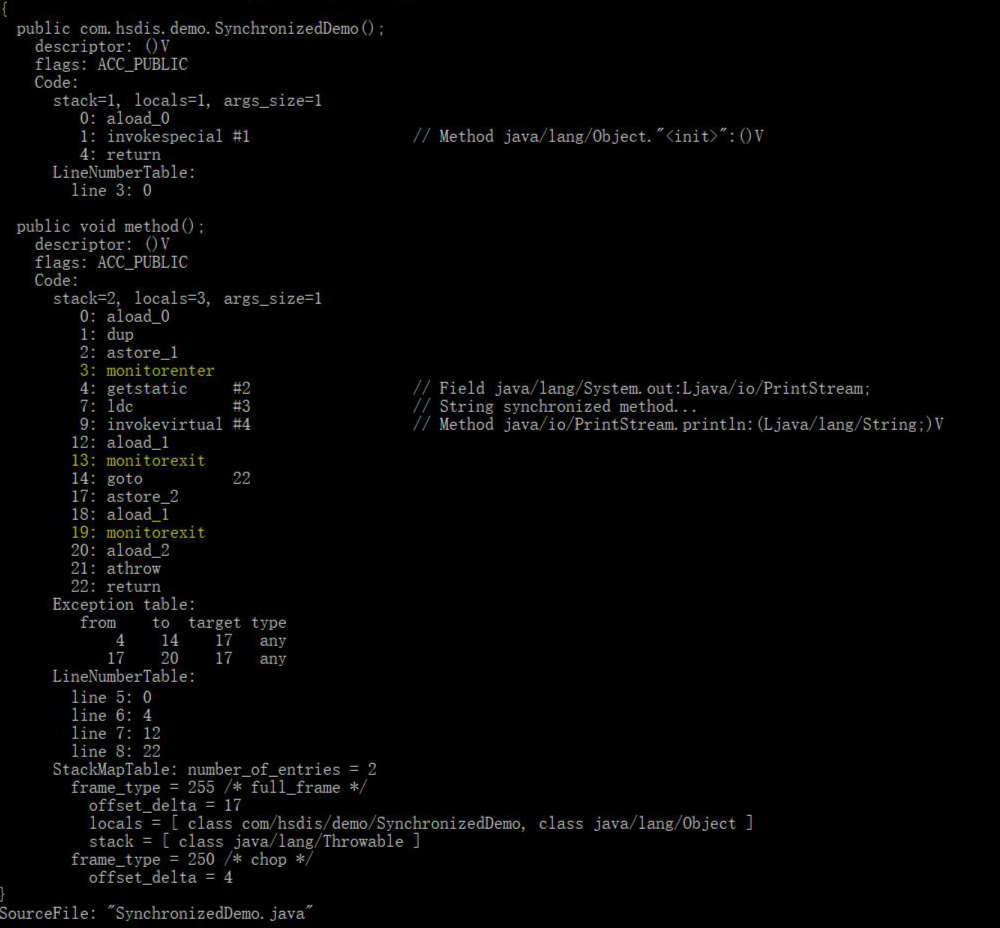 {
  public com.hsdis.demo.SynchronizedDemo();
    descriptor: ()V
    flags: ACC_PUBLIC
    Code:
      stack=1, locals=1, args_size=1
         0: aload_0
         1: invokespecial #1                  // Method java/lang/Object."<init>":()V
         4: return
      LineNumberTable:
        line 3: 0

  public void method();
    descriptor: ()V
    flags: ACC_PUBLIC
    Code:
      stack=2, locals=3, args_size=1
         0: aload_0
         1: dup
         2: astore_1
         3: monitorenter
         4: getstatic     #2                  // Field java/lang/System.out:Ljava/io/PrintStream;
         7: ldc           #3                  // String synchronized method...
         9: invokevirtual #4                  // Method java/io/PrintStream.println:(Ljava/lang/String;)V
        12: aload_1
        13: monitorexit
        14: goto          22
        17: astore_2
        18: aload_1
        19: monitorexit
        20: aload_2
        21: athrow
        22: return
      Exception table:
         from    to  target type
             4    14    17   any
            17    20    17   any
      LineNumberTable:
        line 5: 0
        line 6: 4
        line 7: 12
        line 8: 22
      StackMapTable: number_of_entries = 2
        frame_type = 255 /* full_frame */
          offset_delta = 17
          locals = [ class com/hsdis/demo/SynchronizedDemo, class java/lang/Object ]
          stack = [ class java/lang/Throwable ]
        frame_type = 250 /* chop */
          offset_delta = 4
}
SourceFile: "SynchronizedDemo.java"